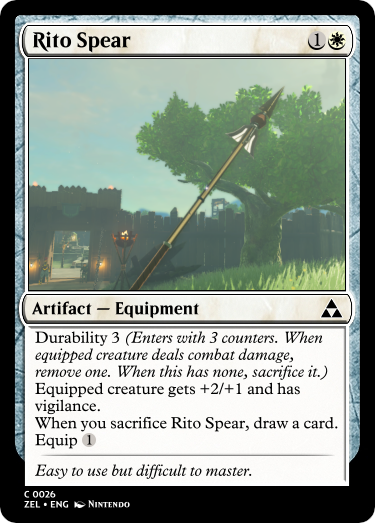 Rito Spear 1
Artifact — Equipment
Durability 3 (Enters with 3 counters. When
equipped creature deals combat damage,
remove one. When this has none, sacrifice it.)
Equipped creature gets +2/+1 and has
vigilance.
When you sacrifice Rito Spear, draw a card.
Equip 1
Easy to use but difficult to master.
C 0026
ZEL • ENG Nintendo